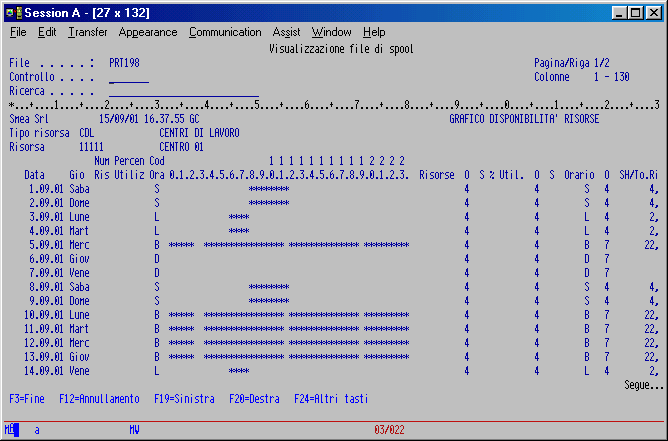 Session A - [27 x 132]
File Edit Transfer Appearance Communication Assist Window Help
Visualizzazione file di spool
File . . . . . : PRT198 Pagina/Riga 1/2
Controllo . . . . Colonne 1 - 130
Ricerca . . . . .
*...+....1....+....2....+....3....+....4....+....5....+....6....+....7....+....8....+....9....+....0....+....1....+....2....+....3
Smea Srl 15/09/01 16.37.55 GC GRAFICO DISPONIBILITA' RISORSE
Tipo risorsa CDL CENTRI DI LAVORO
Risorsa 11111 CENTRO 01
Num Percen Cod 1 1 1 1 1 1 1 1 1 1 2 2 2 2
Data Gio Ris Utiliz Ora 0.1.2.3.4.5.6.7.8.9.0.1.2.3.4.5.6.7.8.9.0.1.2.3. Risorse O S % Util. O S Orario O SH/To.Ri
1.09.01 Saba S ******** 4 4 S 4 4,
2.09.01 Dome S ******** 4 4 S 4 4,
3.09.01 Lune L **** 4 4 L 4 2,
4.09.01 Mart L **** 4 4 L 4 2,
5.09.01 Merc B ***** **************** *************** ********* 4 4 B 7 22,
6.09.01 Giov D 4 4 D 7
7.09.01 Vene D 4 4 D 7
8.09.01 Saba S ******** 4 4 S 4 4,
9.09.01 Dome S ******** 4 4 S 4 4,
10.09.01 Lune B ***** **************** *************** ********* 4 4 B 7 22,
11.09.01 Mart B ***** **************** *************** ********* 4 4 B 7 22,
12.09.01 Merc B ***** **************** *************** ********* 4 4 B 7 22,
13.09.01 Giov B ***** **************** *************** ********* 4 4 B 7 22,
14.09.01 Vene L **** 4 4 L 4 2,
Segue...
F3=Fine F12=Annullamento F19=Sinistra F20=Destra F24=Altri tasti
MA a MW 03/022